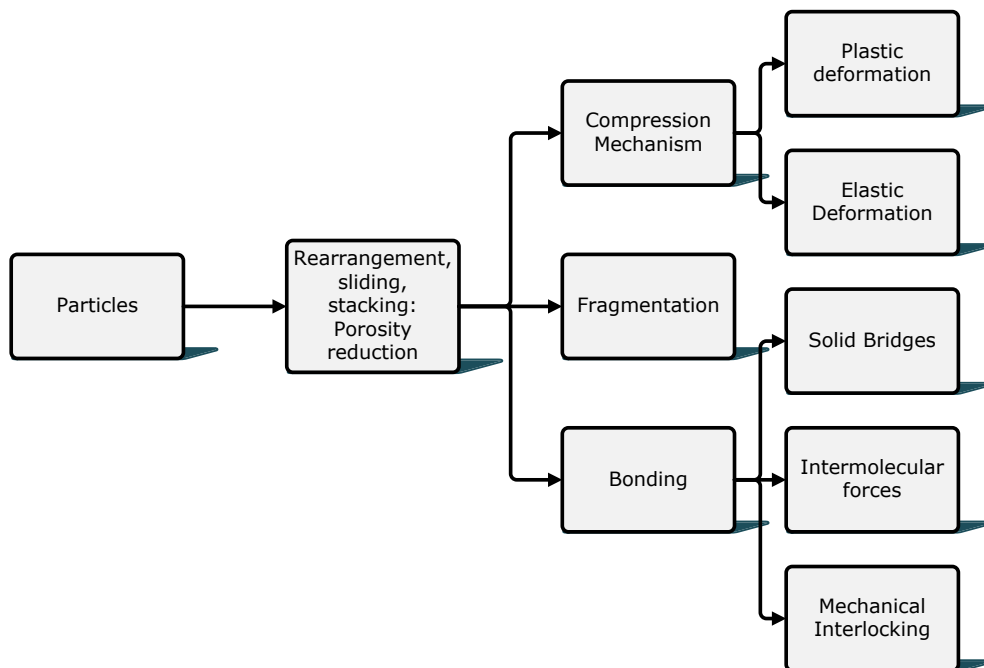 Particles
Rearrangement,
sliding,
stacking:
Porosity
reduction
Compression
Mechanism
Fragmentation
Bonding
Plastic
deformation
Elastic
Deformation
Solid Bridges
Intermolecular
forces
Mechanical
Interlocking